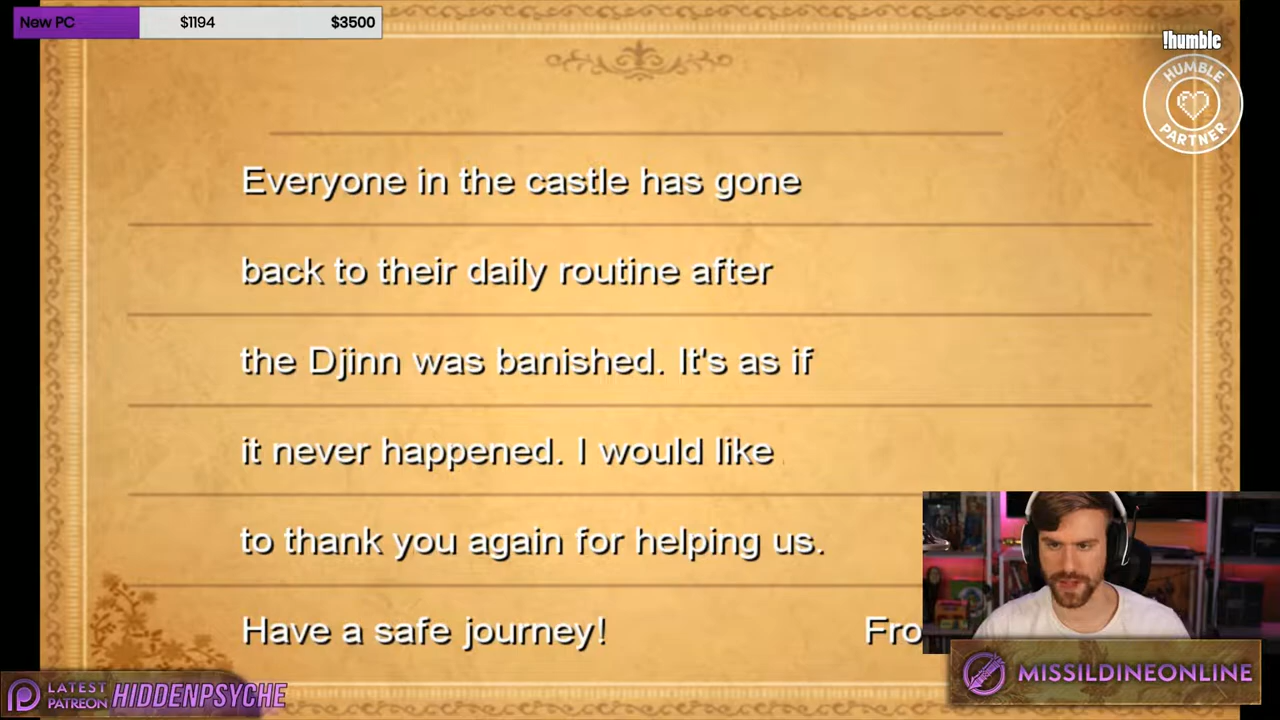 New PC $1194 $3500
!humble
HUMBLE
PARTNER
Everyone in the castle has gone
back to their daily routine after
the Djinn was banished. It's as if
it never happened. I would like
to thank you again for helping us.
Have a safe journey! Fro
LATEST
PATREON HIDDENPSYCHE
MISSILDINEONLINE